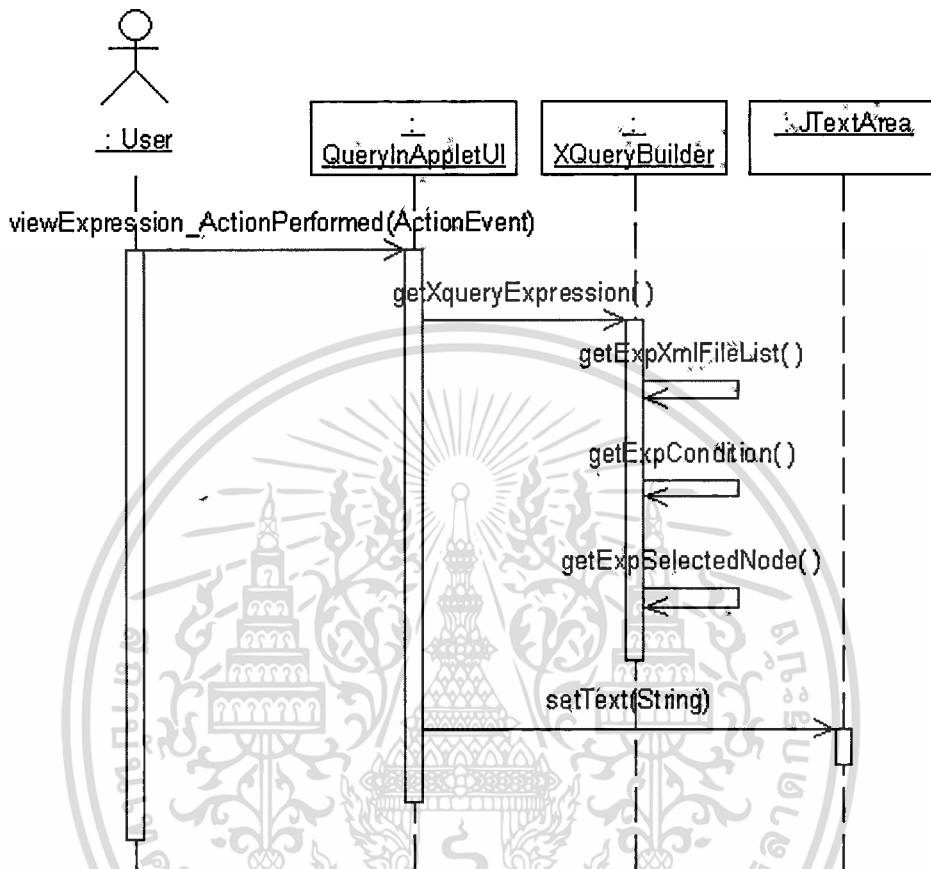 : User
:
QueryInAppletUI
:
XQueryBuilder
: JTextArea
viewExpression_ActionPerformed(ActionEvent)
getXqueryExpression( )
getExpXmlFileList( )
getExpCondition( )
getExpSelectedNode( )
setText(String)